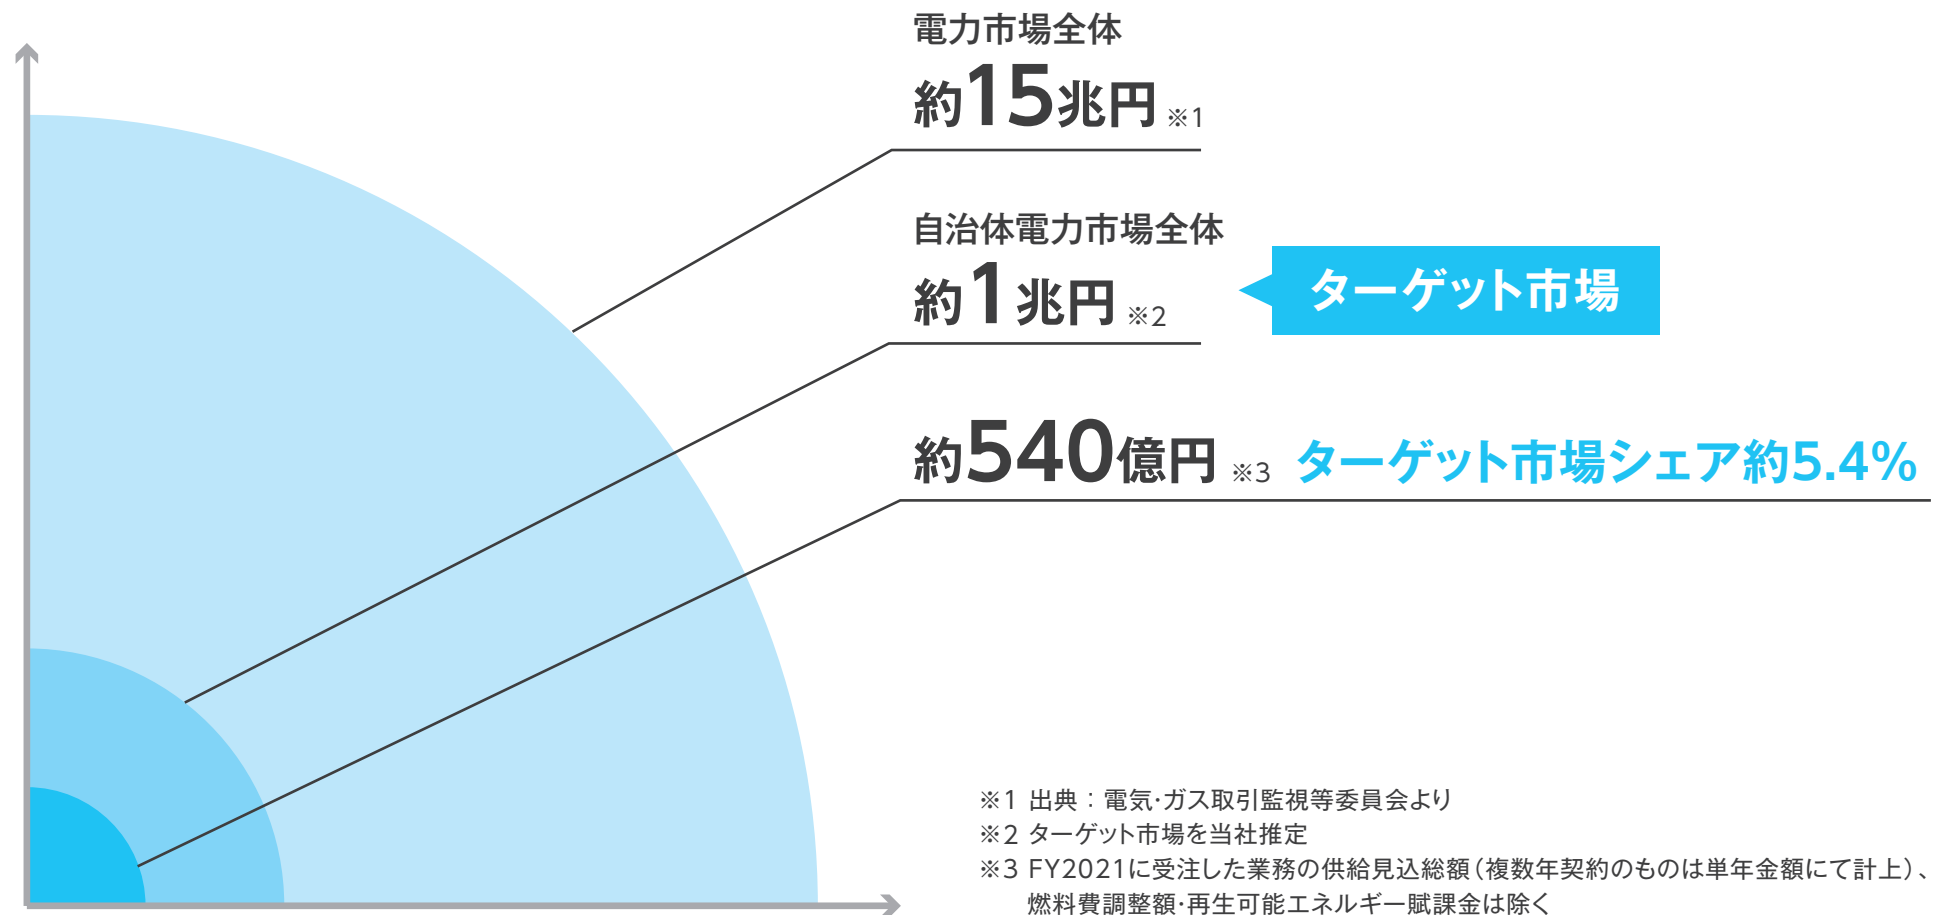 電力市場全体
約15兆円 ※1
自治体電力市場全体
約1兆円 ※2
ターゲット市場
約540億円 ※3 ターゲット市場シェア約5.4%
※1 出典：電気・ガス取引監視等委員会より
※2 ターゲット市場を当社推定
※3 FY2021に受注した業務の供給見込総額（複数年契約のものは単年金額にて計上）、
燃料費調整額・再生可能エネルギー賦課金は除く